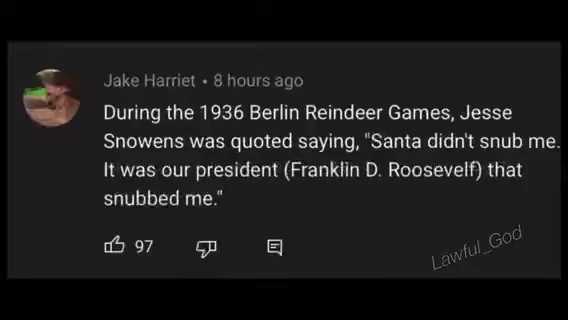 Jake Harriet • 8 hours ago
During the 1936 Berlin Reindeer Games, Jesse
Snowens was quoted saying, "Santa didn't snub me.
It was our president (Franklin D. Roosevelf) that
snubbed me."
97
Lawful_God